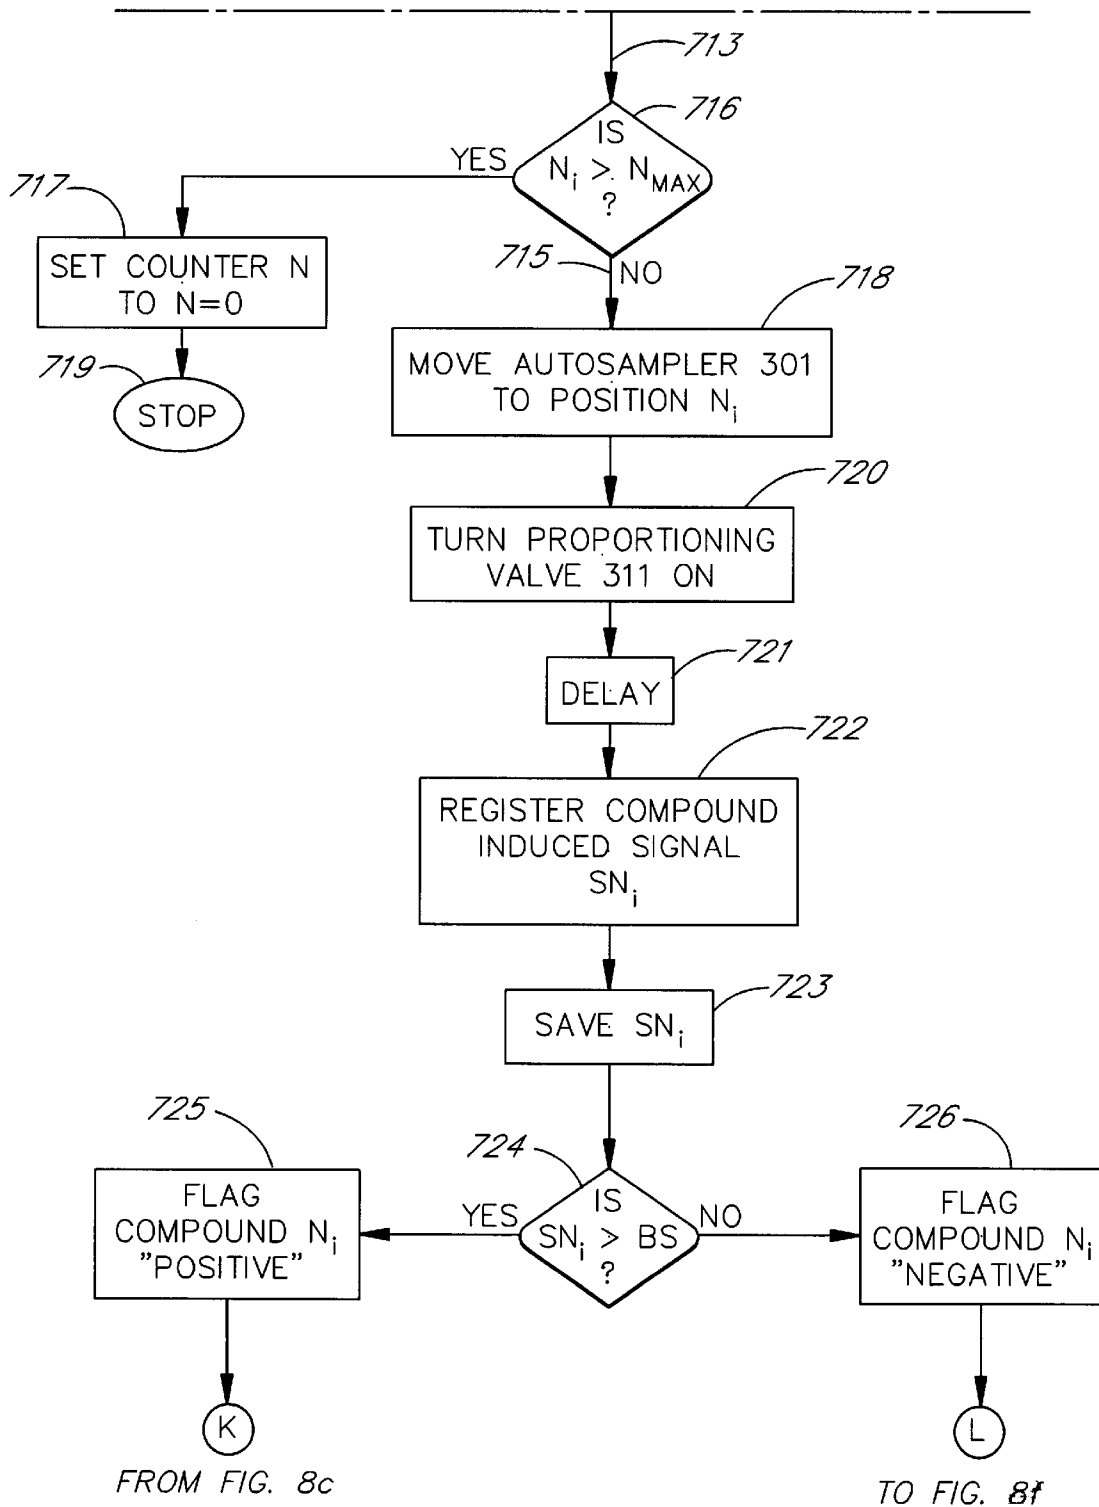 713
716
IS
Nᵢ > N_MAX
?
YES
717
SET COUNTER N
TO N=0
715
NO
718
719
STOP
MOVE AUTOSAMPLER 301
TO POSITION Nᵢ
720
TURN PROPORTIONING
VALVE 311 ON
721
DELAY
722
REGISTER COMPOUND
INDUCED SIGNAL
SNᵢ
723
SAVE SNᵢ
724
IS
SNᵢ > BS
?
YES
NO
725
FLAG
COMPOUND Nᵢ
"POSITIVE"
726
FLAG
COMPOUND Nᵢ
"NEGATIVE"
K
FROM FIG. 8c
L
TO FIG. 8f